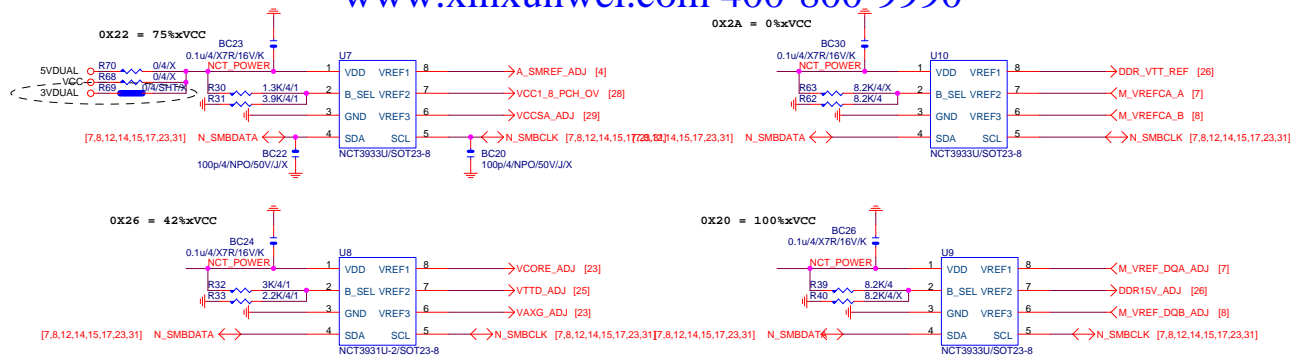 www.xinxunwei.com 400-800-9990
0X22 = 75%xVCC
5VDUAL
VCC
3VDUAL
R70
R68
R69
0/4/X
0/4/X
0/4/SHT/X
BC23
0.1u/4/X7R/16V/K
NCT_POWER
R30
R31
1.3K/4/1
3.9K/4/1
U7
1 VDD VREF1 8
2 B_SEL VREF2 7
3 GND VREF3 6
4 SDA SCL 5
NCT3933U/SOT23-8
A_SMREF_ADJ [4]
VCC1_8_PCH_OV [28]
VCCSA_ADJ [29]
[7,8,12,14,15,17,23,31] N_SMBDATA
N_SMBCLK [7,8,12,14,15,17,23,31]
BC22
100p/4/NPO/50V/J/X
BC20
100p/4/NPO/50V/J/X
0X2A = 0%xVCC
BC30
0.1u/4/X7R/16V/K
NCT_POWER
R63
R62
8.2K/4/X
8.2K/4
U10
1 VDD VREF1 8
2 B_SEL VREF2 7
3 GND VREF3 6
4 SDA SCL 5
NCT3933U/SOT23-8
DDR_VTT_REF [26]
M_VREFCA_A [7]
M_VREFCA_B [8]
[7,8,12,14,15,17,23,31] N_SMBDATA
N_SMBCLK [7,8,12,14,15,17,23,31]
0X26 = 42%xVCC
BC24
0.1u/4/X7R/16V/K
NCT_POWER
R32
R33
3K/4/1
2.2K/4/1
U8
1 VDD VREF1 8
2 B_SEL VREF2 7
3 GND VREF3 6
4 SDA SCL 5
NCT3931U-2/SOT23-8
VCORE_ADJ [23]
VTTD_ADJ [25]
VAXG_ADJ [23]
[7,8,12,14,15,17,23,31] N_SMBDATA
N_SMBCLK [7,8,12,14,15,17,23,31]
0X20 = 100%xVCC
BC26
0.1u/4/X7R/16V/K
NCT_POWER
R39
R40
8.2K/4
8.2K/4/X
U9
1 VDD VREF1 8
2 B_SEL VREF2 7
3 GND VREF3 6
4 SDA SCL 5
NCT3933U/SOT23-8
M_VREF_DQA_ADJ [7]
DDR15V_ADJ [26]
M_VREF_DQB_ADJ [8]
[7,8,12,14,15,17,23,31] N_SMBDATA
N_SMBCLK [7,8,12,14,15,17,23,31]